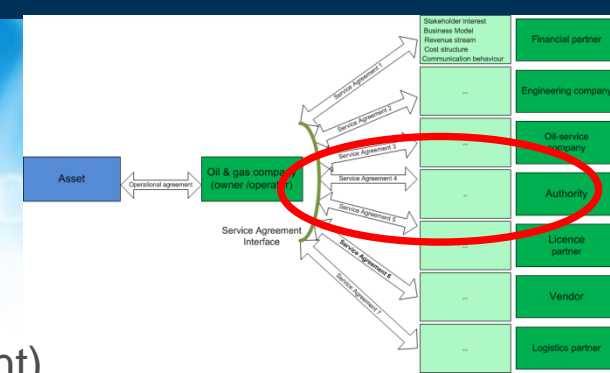 Stakeholder interest
Business Model
Revenue stream
Cost structure
Communication behaviour
Financial partner
Service Agreement 1
Engineering company
...
Service Agreement 2
Oil-service
company
...
Service Agreement 3
Asset
Operational agreement
Oil & gas company
(owner /operator)
Service Agreement 4
...
Authority
Service Agreement 5
Service Agreement
Interface
...
Licence
partner
Service Agreement 6
...
Vendor
Service Agreement 7
...
Logistics partner
nt)